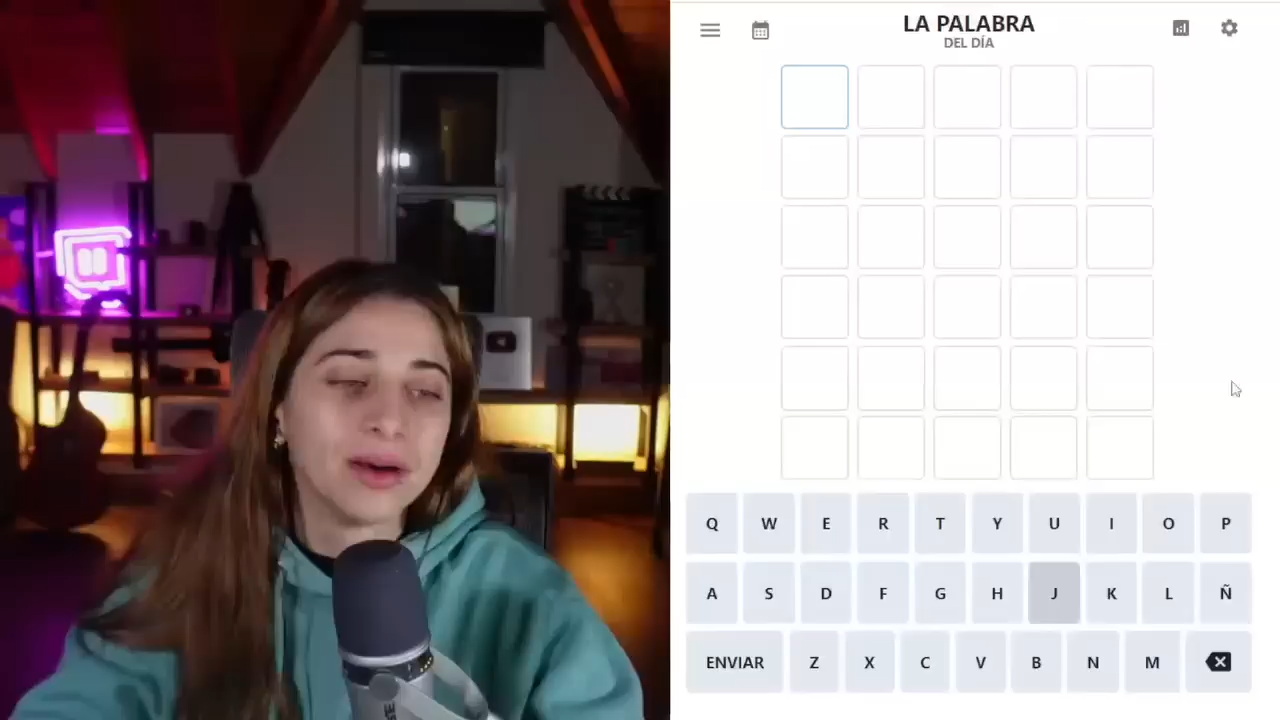 LA PALABRA
DEL DÍA
Q W E R T Y U I O P
A S D F G H J K L Ñ
ENVIAR Z X C V B N M